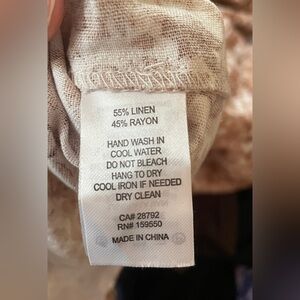 55% LINEN
45% RAYON
HAND WASH IN
COOL WATER
DO NOT BLEACH
HANG TO DRY
COOL IRON IF NEEDED
DRY CLEAN
CA# 28792
RN# 159550
MADE IN CHINA